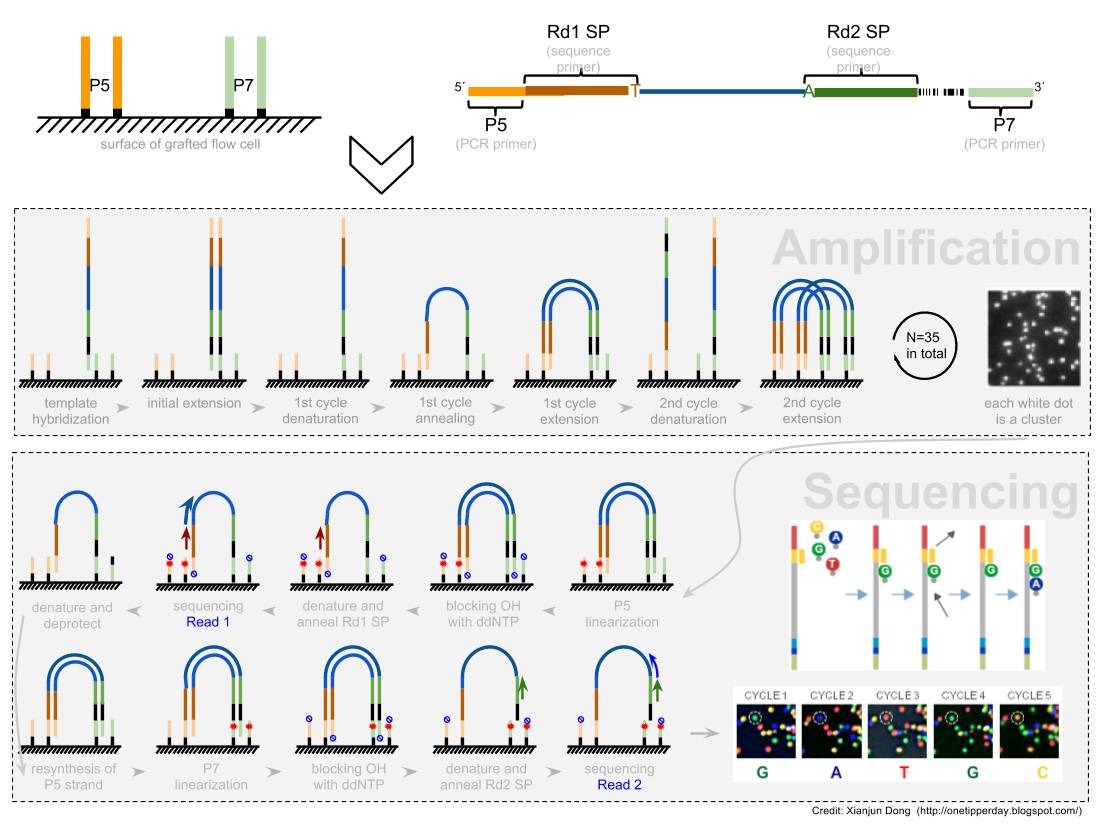 Rd1 SP
(sequence
primer)
Rd2 SP
(sequence
primer)
P5
P7
5´
T
A
3´
P5
(PCR primer)
P7
(PCR primer)
surface of grafted flow cell
Amplification
N=35
in total
template
hybridization
initial extension
1st cycle
denaturation
1st cycle
annealing
1st cycle
extension
2nd cycle
denaturation
2nd cycle
extension
each white dot
is a cluster
Sequencing
C
A
G
T
G
G
G
G
A
denature and
deprotect
sequencing
Read 1
denature and
anneal Rd1 SP
blocking OH
with ddNTP
P5
linearization
resynthesis of
P5 strand
P7
linearization
blocking OH
with ddNTP
denature and
anneal Rd2 SP
sequencing
Read 2
CYCLE 1
CYCLE 2
CYCLE 3
CYCLE 4
CYCLE 5
G
A
T
G
C
Credit: Xianjun Dong (http://onetipperday.blogspot.com/)